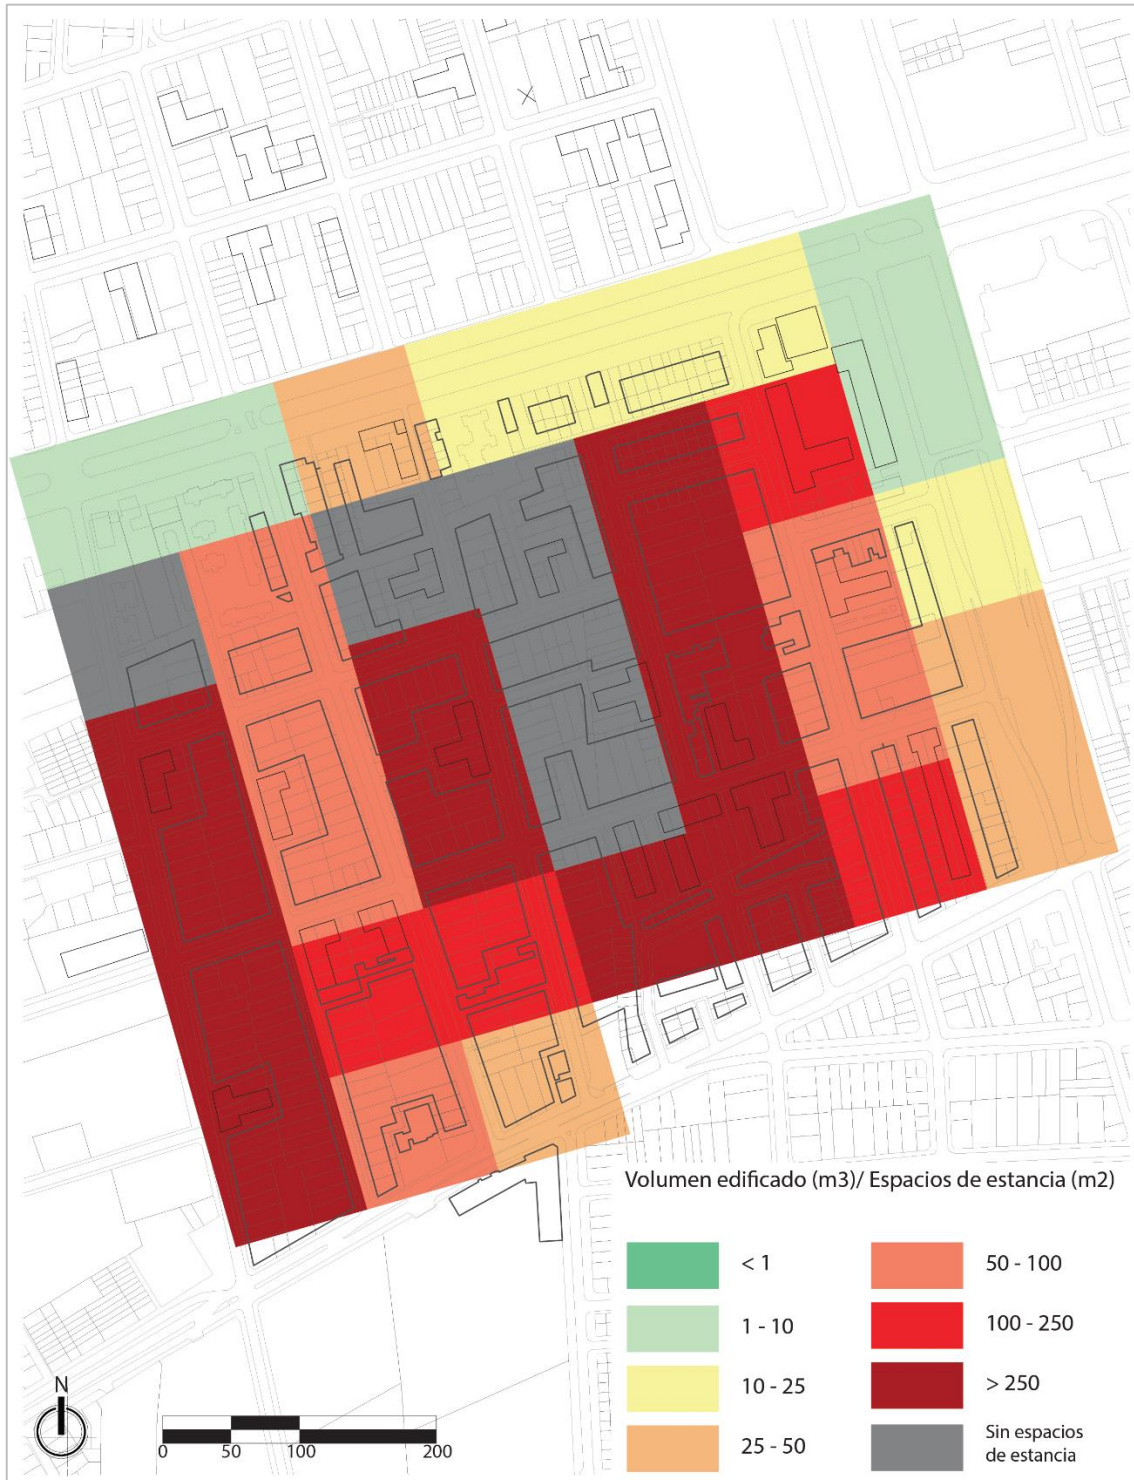 Volumen edificado (m3)/ Espacios de estancia (m2)
< 1
1 - 10
10 - 25
25 - 50
50 - 100
100 - 250
> 250
Sin espacios
de estancia
N
0 50 100 200